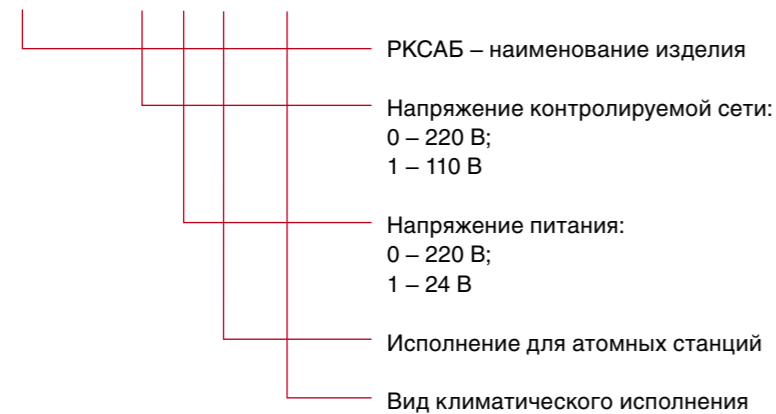 РКСАБ – наименование изделия
Напряжение контролируемой сети:
0 – 220 В;
1 – 110 В
Напряжение питания:
0 – 220 В;
1 – 24 В
Исполнение для атомных станций
Вид климатического исполнения